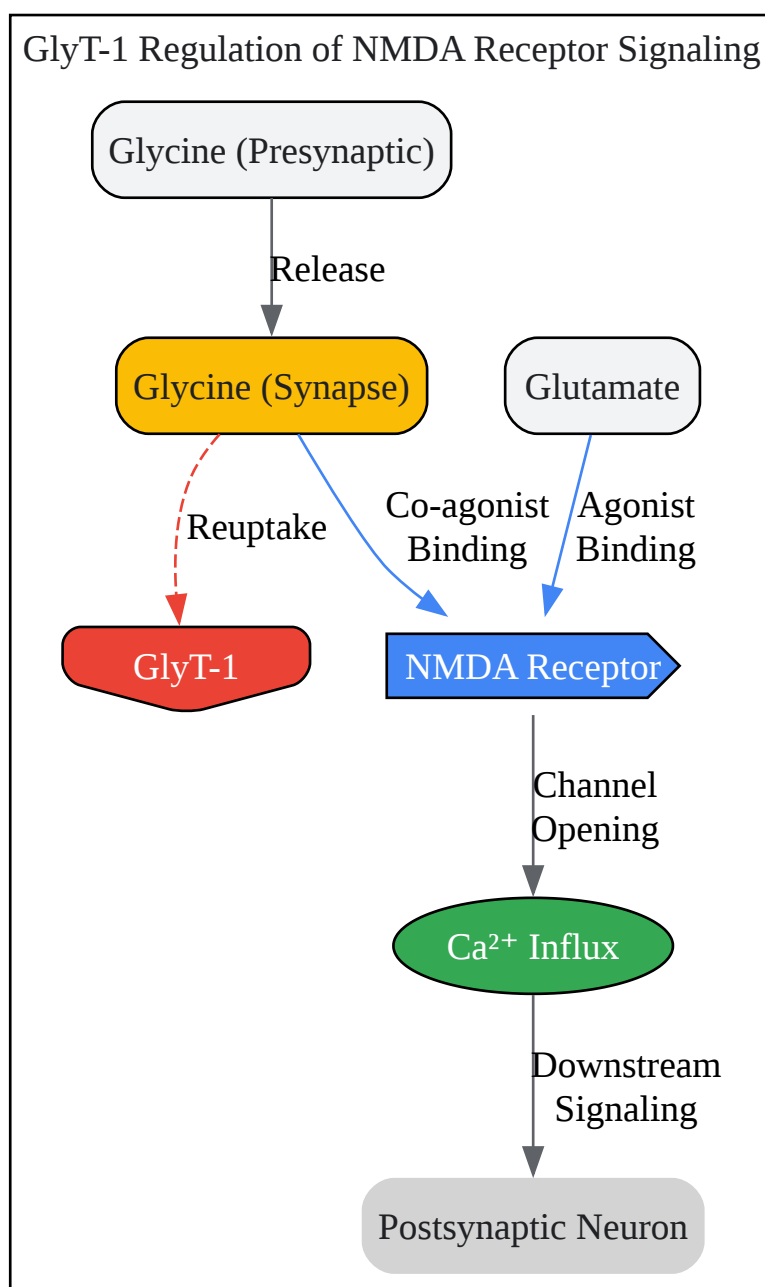 GlyT-1 Regulation of NMDA Receptor Signaling
Glycine (Presynaptic)
Release
Glycine (Synapse)
Glutamate
Reuptake
Co-agonist
Binding
Agonist
Binding
GlyT-1
NMDA Receptor
Channel
Opening
Ca²⁺ Influx
Downstream
Signaling
Postsynaptic Neuron